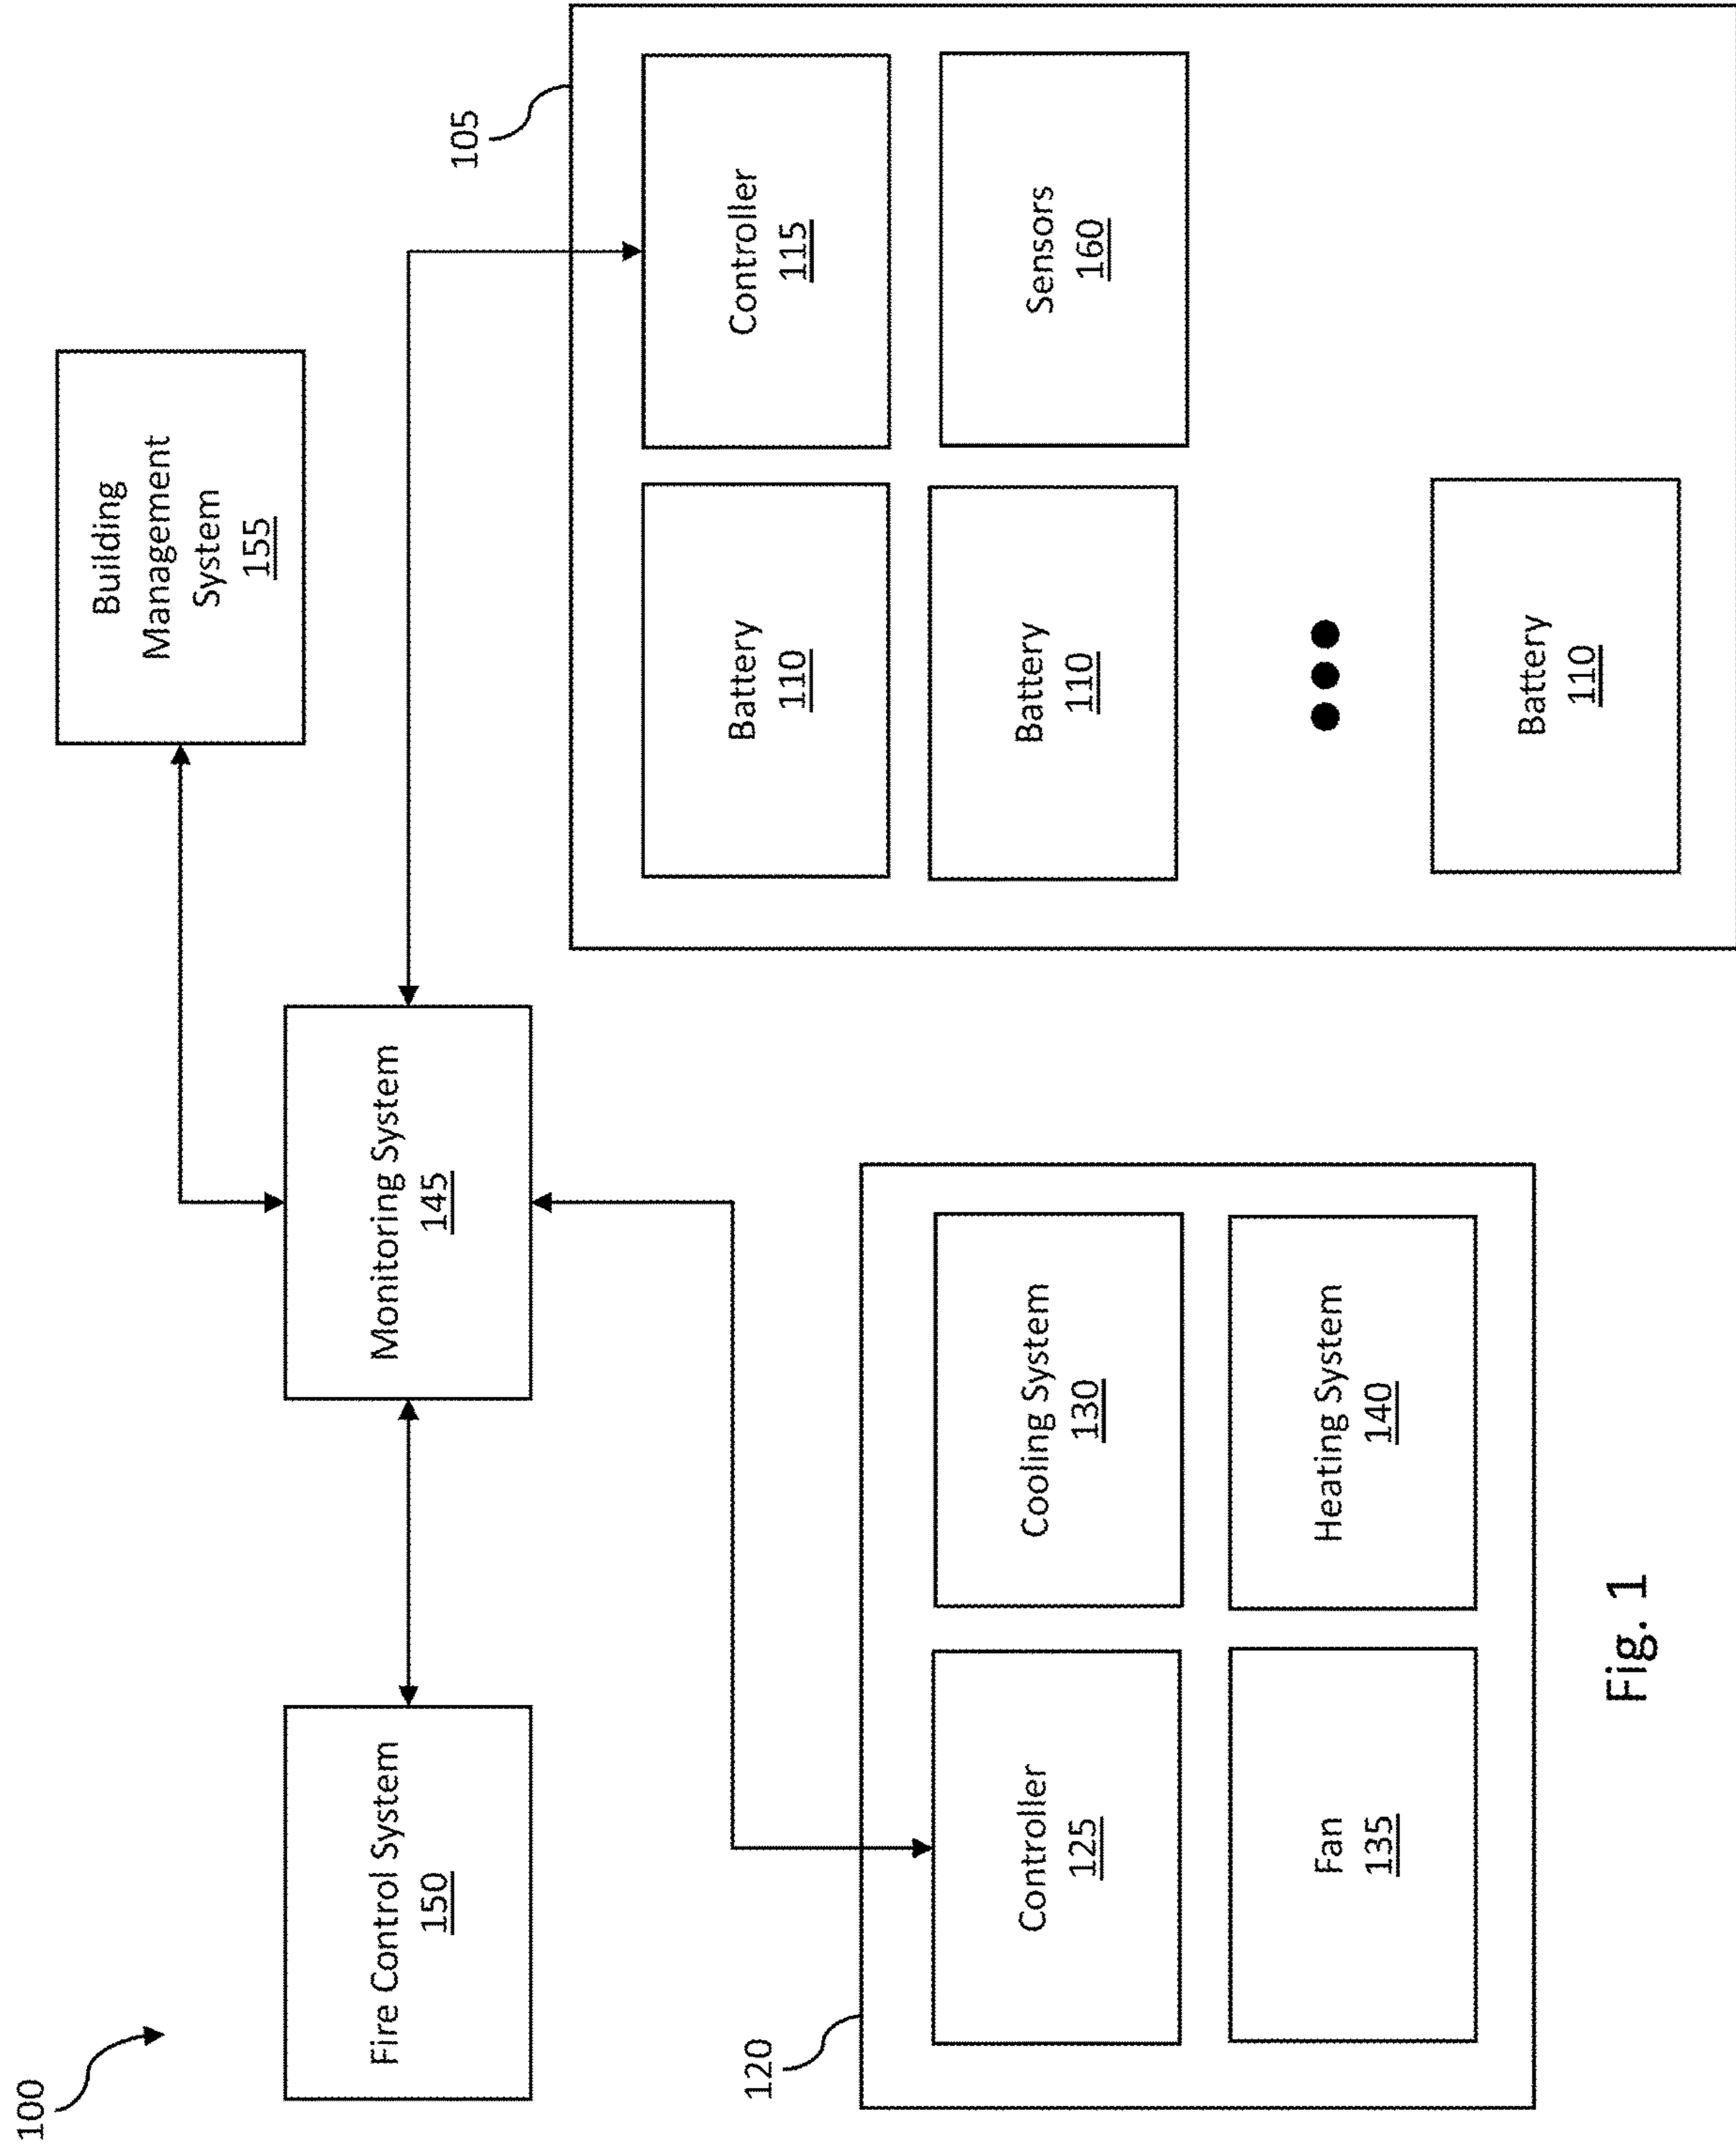 100
Fire Control System
150
Monitoring System
145
Building
Management
System
155
105
Battery
110
Controller
115
Battery
110
Sensors
160
Battery
110
120
Controller
125
Cooling System
130
Fan
135
Heating System
140
Fig. 1